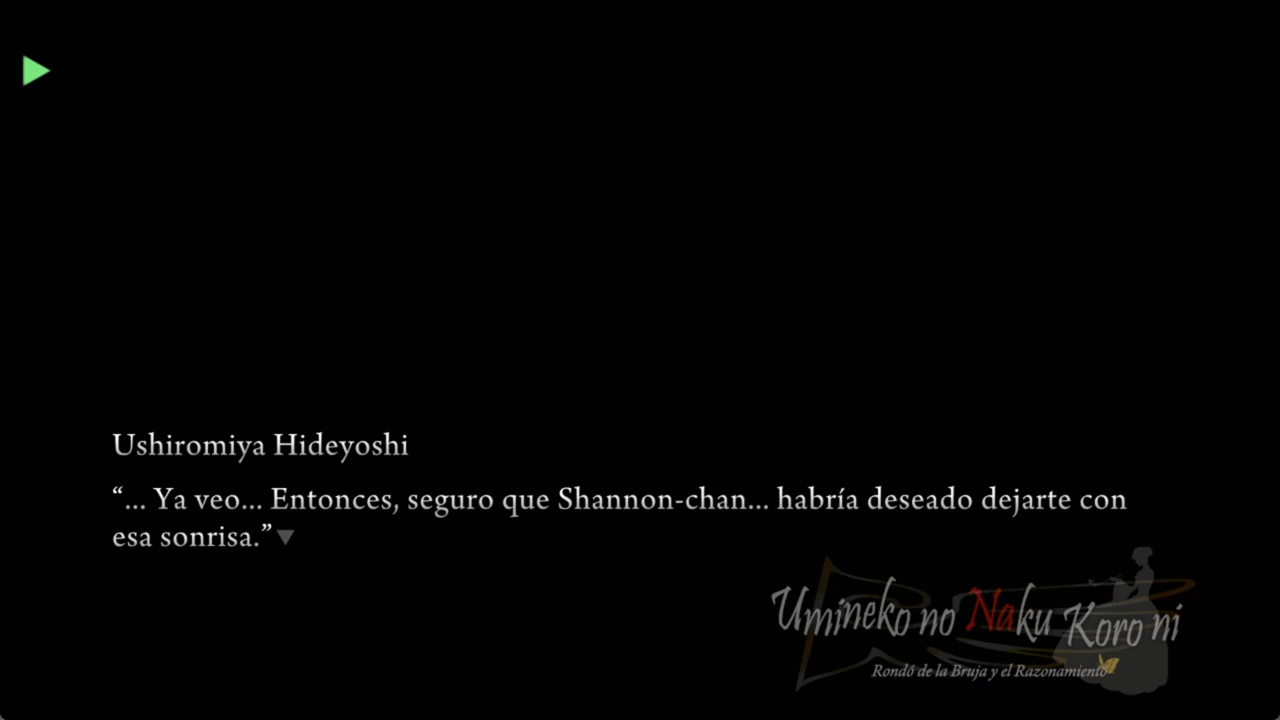 Ushiromiya Hideyoshi
“... Ya veo... Entonces, seguro que Shannon-chan... habría deseado dejarte con
esa sonrisa.”
Umineko no Naku Koro ni
Rondó de la Bruja y el Razonamiento